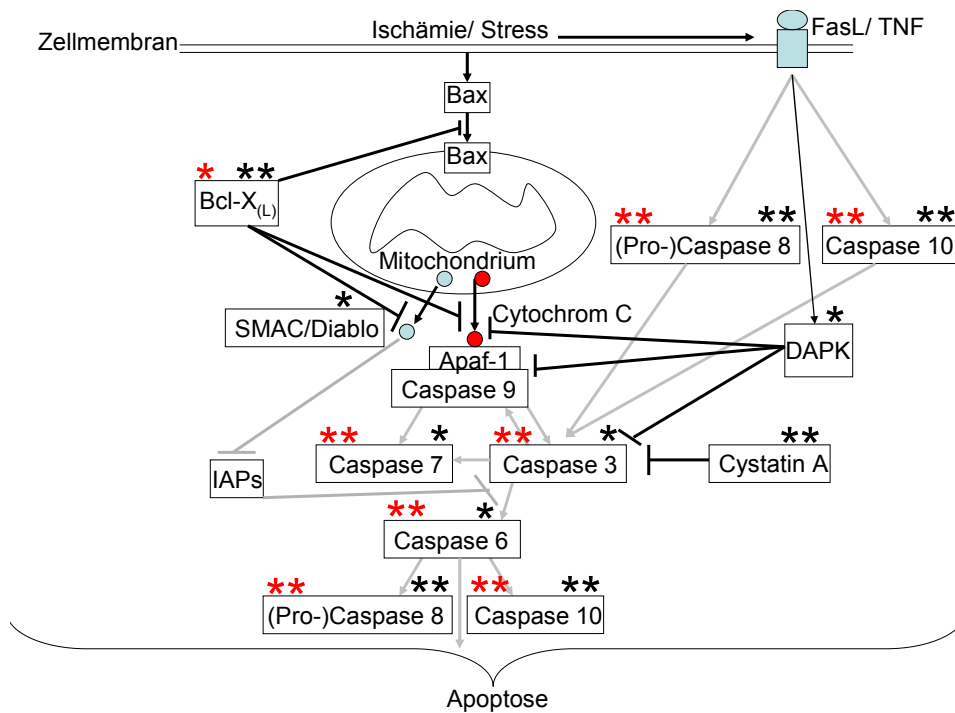 Ischämie/ Stress
FasL/ TNF
Zellmembran
Bax
Bax
* **
Bcl-X(L)
Mitochondrium
** **
(Pro-)Caspase 8
** **
Caspase 10
*
SMAC/Diablo
Cytochrom C
*
DAPK
Apaf-1
Caspase 9
** *
Caspase 7
** *
Caspase 3
**
Cystatin A
IAPs
** *
Caspase 6
** **
(Pro-)Caspase 8
** **
Caspase 10
Apoptose